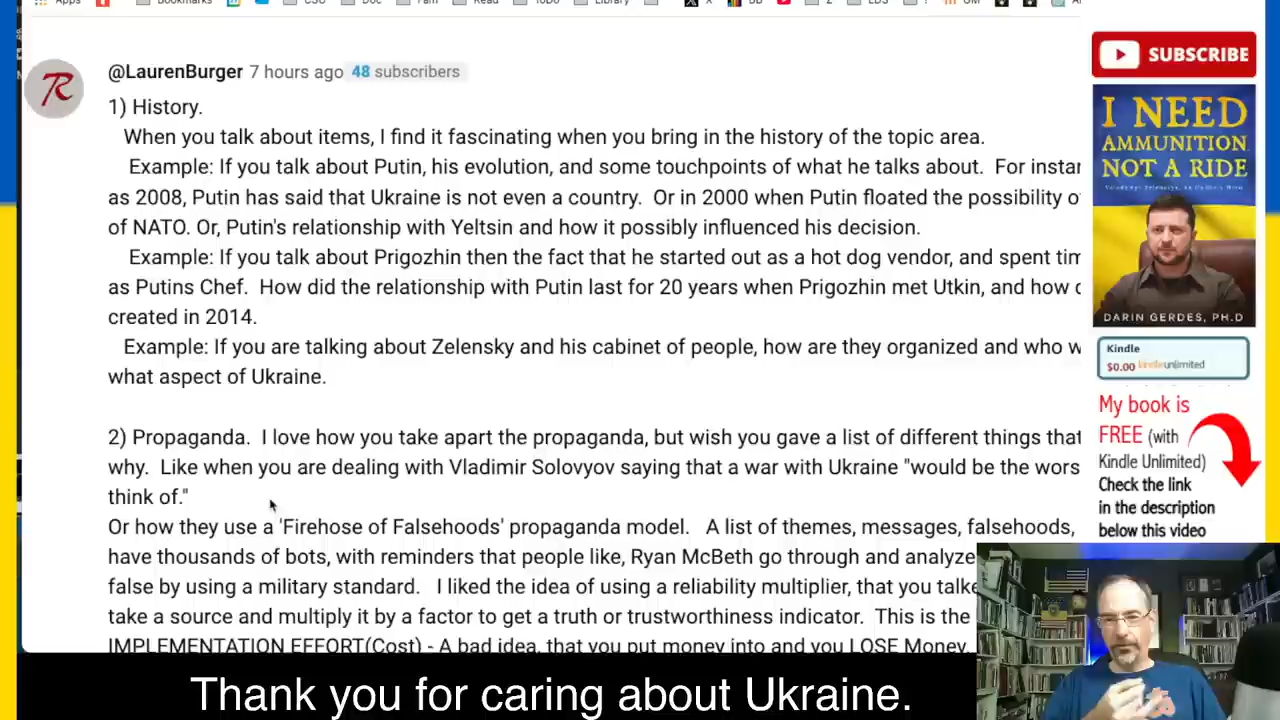 Apps
Bookmarks
CSU
Doc
Fam
Read
ToDo
Library
X
BB
Z
LDS
GM
@LaurenBurger 7 hours ago 48 subscribers
1) History.
When you talk about items, I find it fascinating when you bring in the history of the topic area.
Example: If you talk about Putin, his evolution, and some touchpoints of what he talks about. For instan
as 2008, Putin has said that Ukraine is not even a country. Or in 2000 when Putin floated the possibility o
of NATO. Or, Putin's relationship with Yeltsin and how it possibly influenced his decision.
Example: If you talk about Prigozhin then the fact that he started out as a hot dog vendor, and spent tim
as Putins Chef. How did the relationship with Putin last for 20 years when Prigozhin met Utkin, and how
created in 2014.
Example: If you are talking about Zelensky and his cabinet of people, how are they organized and who w
what aspect of Ukraine.
2) Propaganda. I love how you take apart the propaganda, but wish you gave a list of different things that
why. Like when you are dealing with Vladimir Solovyov saying that a war with Ukraine "would be the wors
think of."
Or how they use a 'Firehose of Falsehoods' propaganda model. A list of themes, messages, falsehoods,
have thousands of bots, with reminders that people like, Ryan McBeth go through and analyze
false by using a military standard. I liked the idea of using a reliability multiplier, that you talke
take a source and multiply it by a factor to get a truth or trustworthiness indicator. This is the
IMPLEMENTATION EFFORT(Cost) - A bad idea, that you put money into and you LOSE Money.
SUBSCRIBE
I NEED
AMMUNITION,
NOT A RIDE
DARIN GERDES, PH.D
Kindle
$0.00 kindleunlimited
My book is
FREE (with
Kindle Unlimited)
Check the link
in the description
below this video
Thank you for caring about Ukraine.